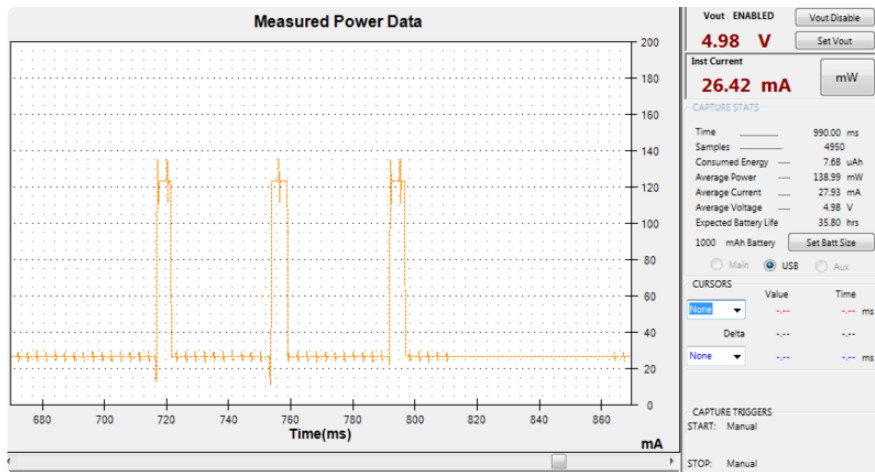 Measured Power Data
200
180
160
140
120
100
80
60
40
20
0
680 700 720 740 760 780 800 820 840 860
Time(ms)
mA
Vout ENABLED
Vout Disable
4.98 V
Set Vout
Inst Current
26.42 mA
mW
CAPTURE STATS
Time 990.00 ms
Samples 4950
Consumed Energy 7.68 uAh
Average Power 138.99 mW
Average Current 27.93 mA
Average Voltage 4.98 V
Expected Battery Life 35.80 hrs
1000 mAh Battery Set Batt Size
Main USB Aux
CURSORS
Value Time
None -.-- -.-- ms
Delta -.-- -.--
None -.-- -.-- ms
CAPTURE TRIGGERS
START: Manual
STOP: Manual